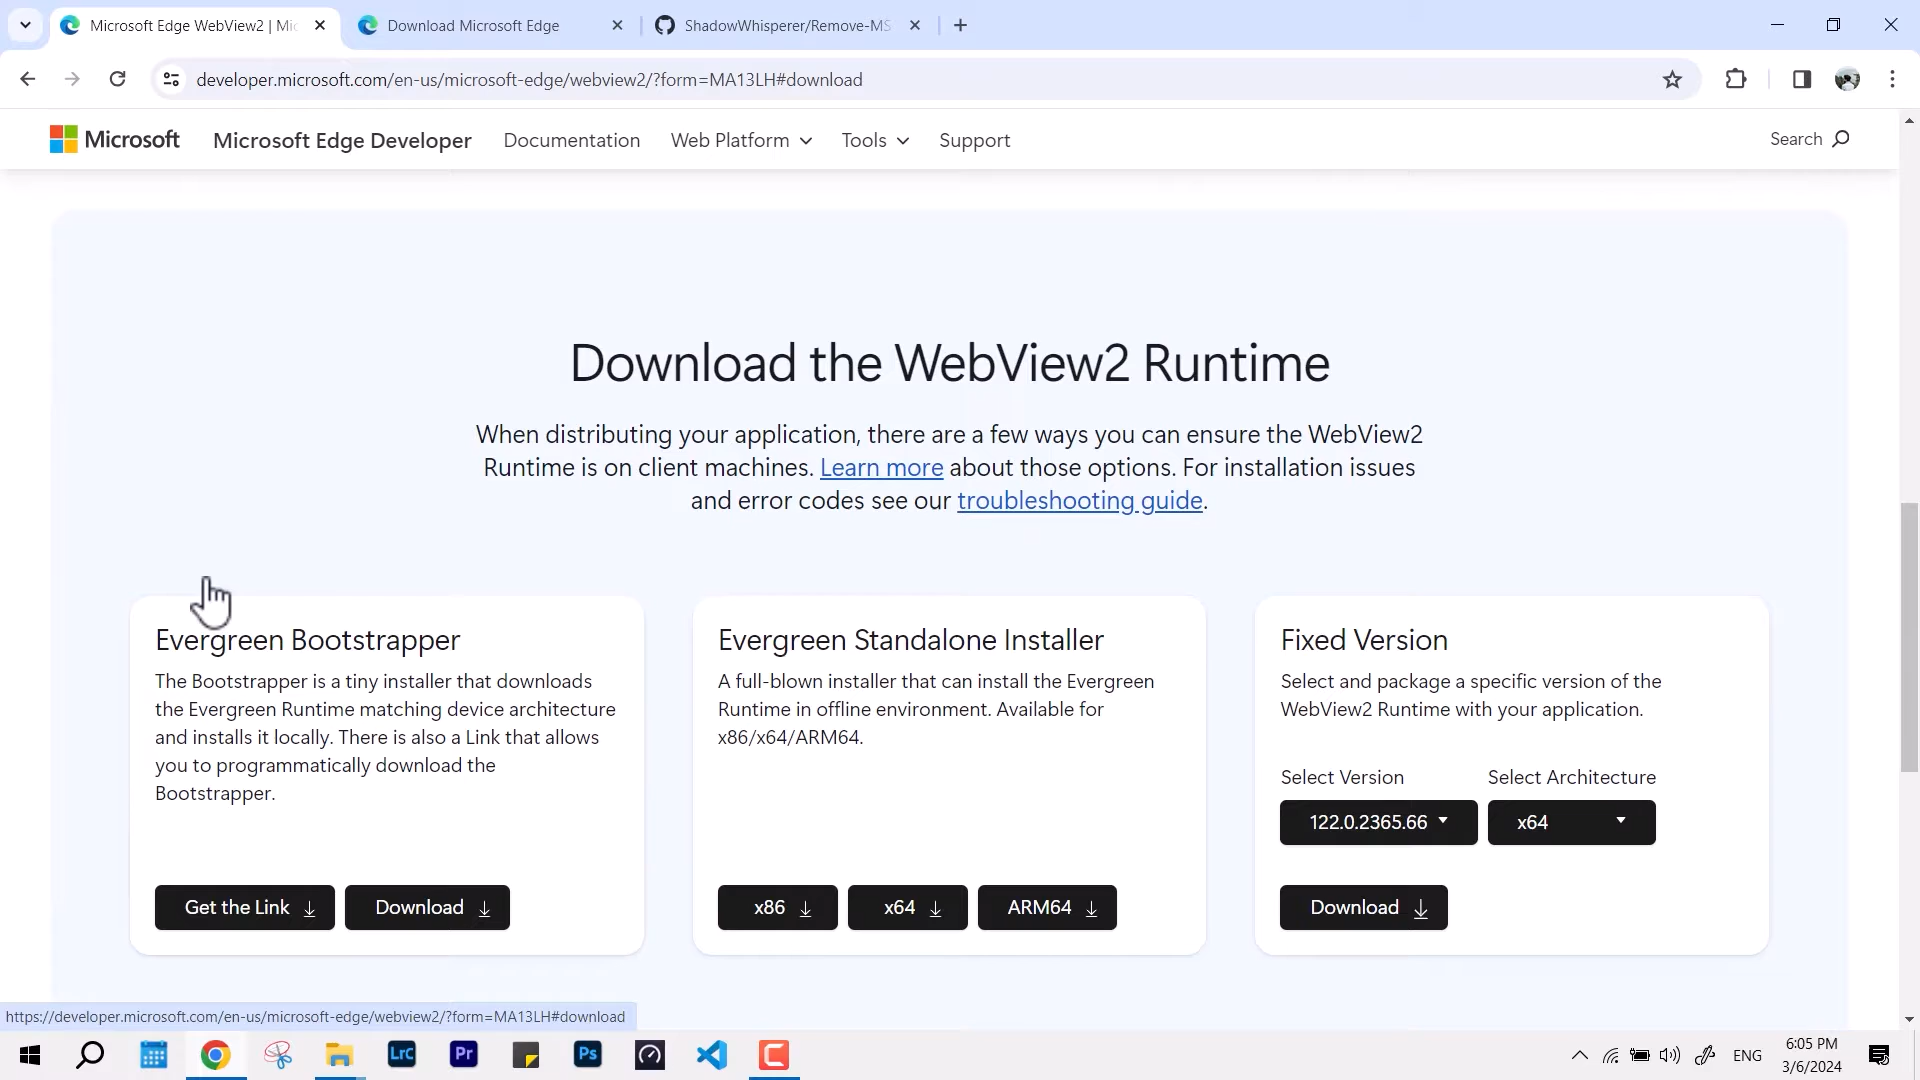 Microsoft Edge WebView2 | Mic
Download Microsoft Edge
ShadowWhisperer/Remove-MS
developer.microsoft.com/en-us/microsoft-edge/webview2/?form=MA13LH#download
Microsoft
Microsoft Edge Developer
Documentation
Web Platform
Tools
Support
Search
Download the WebView2 Runtime
When distributing your application, there are a few ways you can ensure the WebView2
Runtime is on client machines. Learn more about those options. For installation issues
and error codes see our troubleshooting guide.
Evergreen Bootstrapper
The Bootstrapper is a tiny installer that downloads
the Evergreen Runtime matching device architecture
and installs it locally. There is also a Link that allows
you to programmatically download the
Bootstrapper.
Get the Link
Download
Evergreen Standalone Installer
A full-blown installer that can install the Evergreen
Runtime in offline environment. Available for
x86/x64/ARM64.
x86
x64
ARM64
Fixed Version
Select and package a specific version of the
WebView2 Runtime with your application.
Select Version
Select Architecture
122.0.2365.66
x64
Download
https://developer.microsoft.com/en-us/microsoft-edge/webview2/?form=MA13LH#download
LrC
Pr
Ps
ENG
6:05 PM
3/6/2024